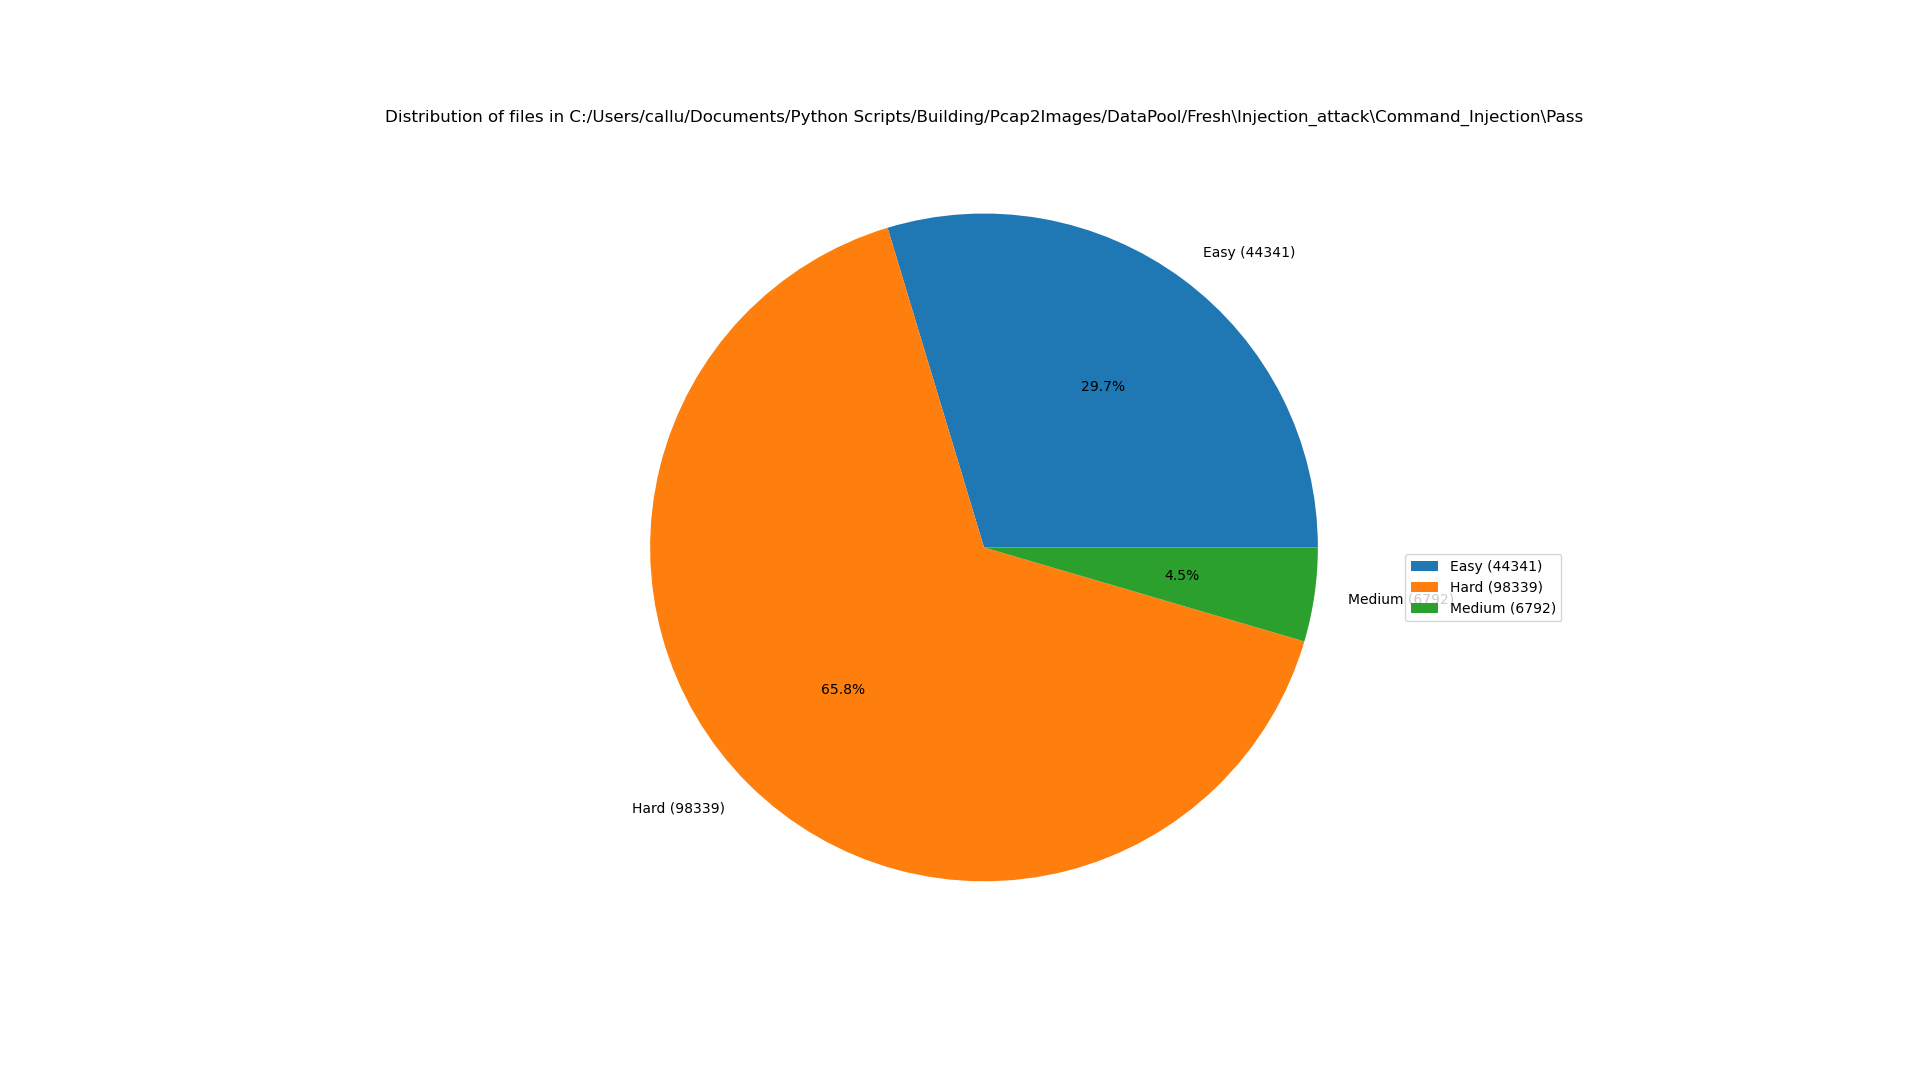 Distribution of files in C:/Users/callu/Documents/Python Scripts/Building/Pcap2Images/DataPool/Fresh\Injection_attack\Command_Injection\Pass
Easy (44341)
29.7%
4.5%
Medium (6792)
Easy (44341)
Hard (98339)
Medium (6792)
65.8%
Hard (98339)